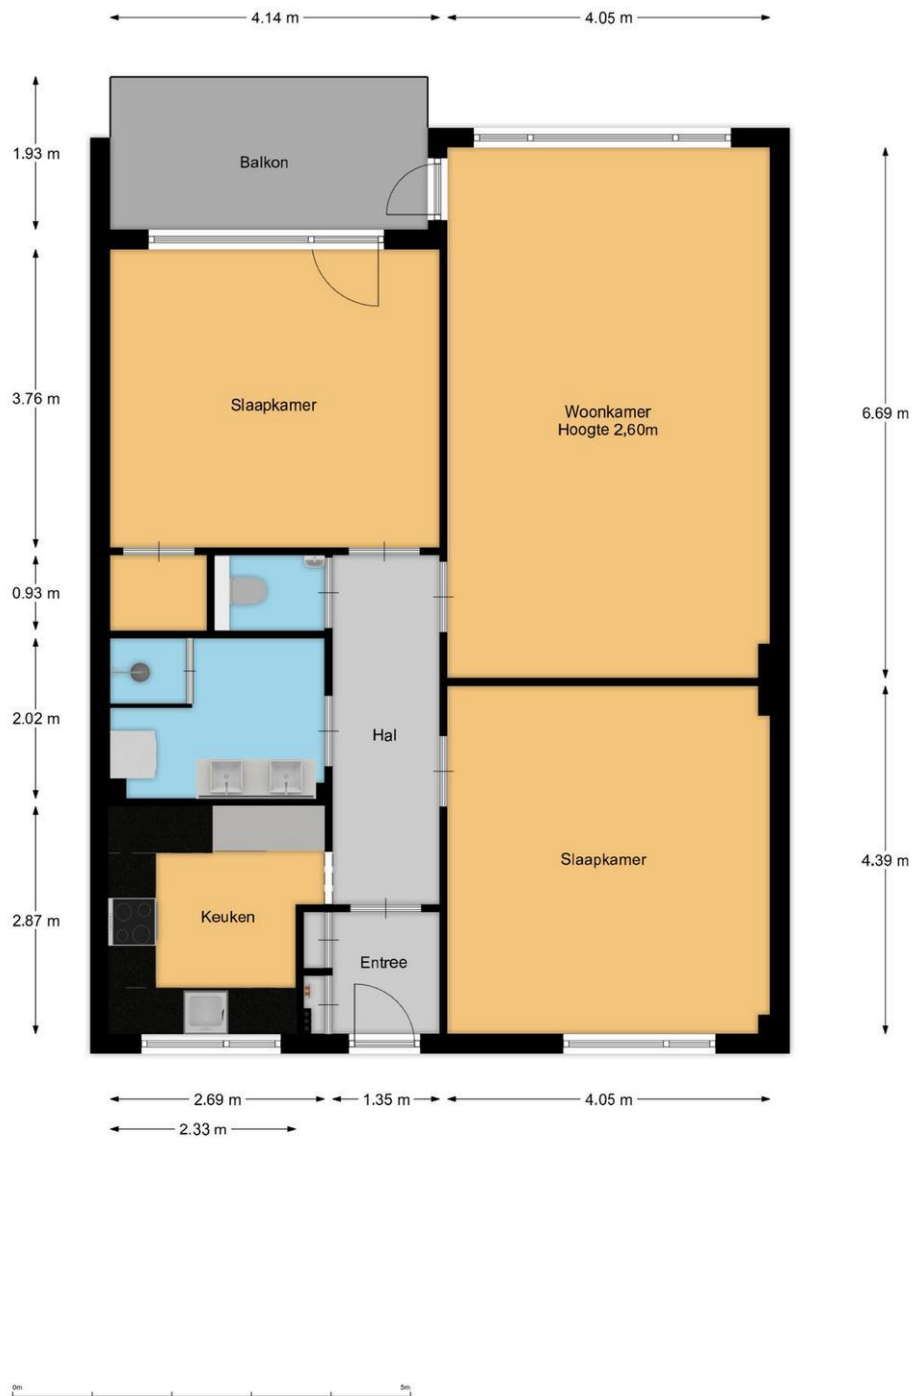 4.14 m
4.05 m
1.93 m
Balkon
3.76 m
Slaapkamer
Woonkamer
Hoogte 2,60m
6.69 m
0.93 m
2.02 m
Hal
2.87 m
Keuken
Entree
Slaapkamer
4.39 m
2.69 m
1.35 m
4.05 m
2.33 m
0m
5m